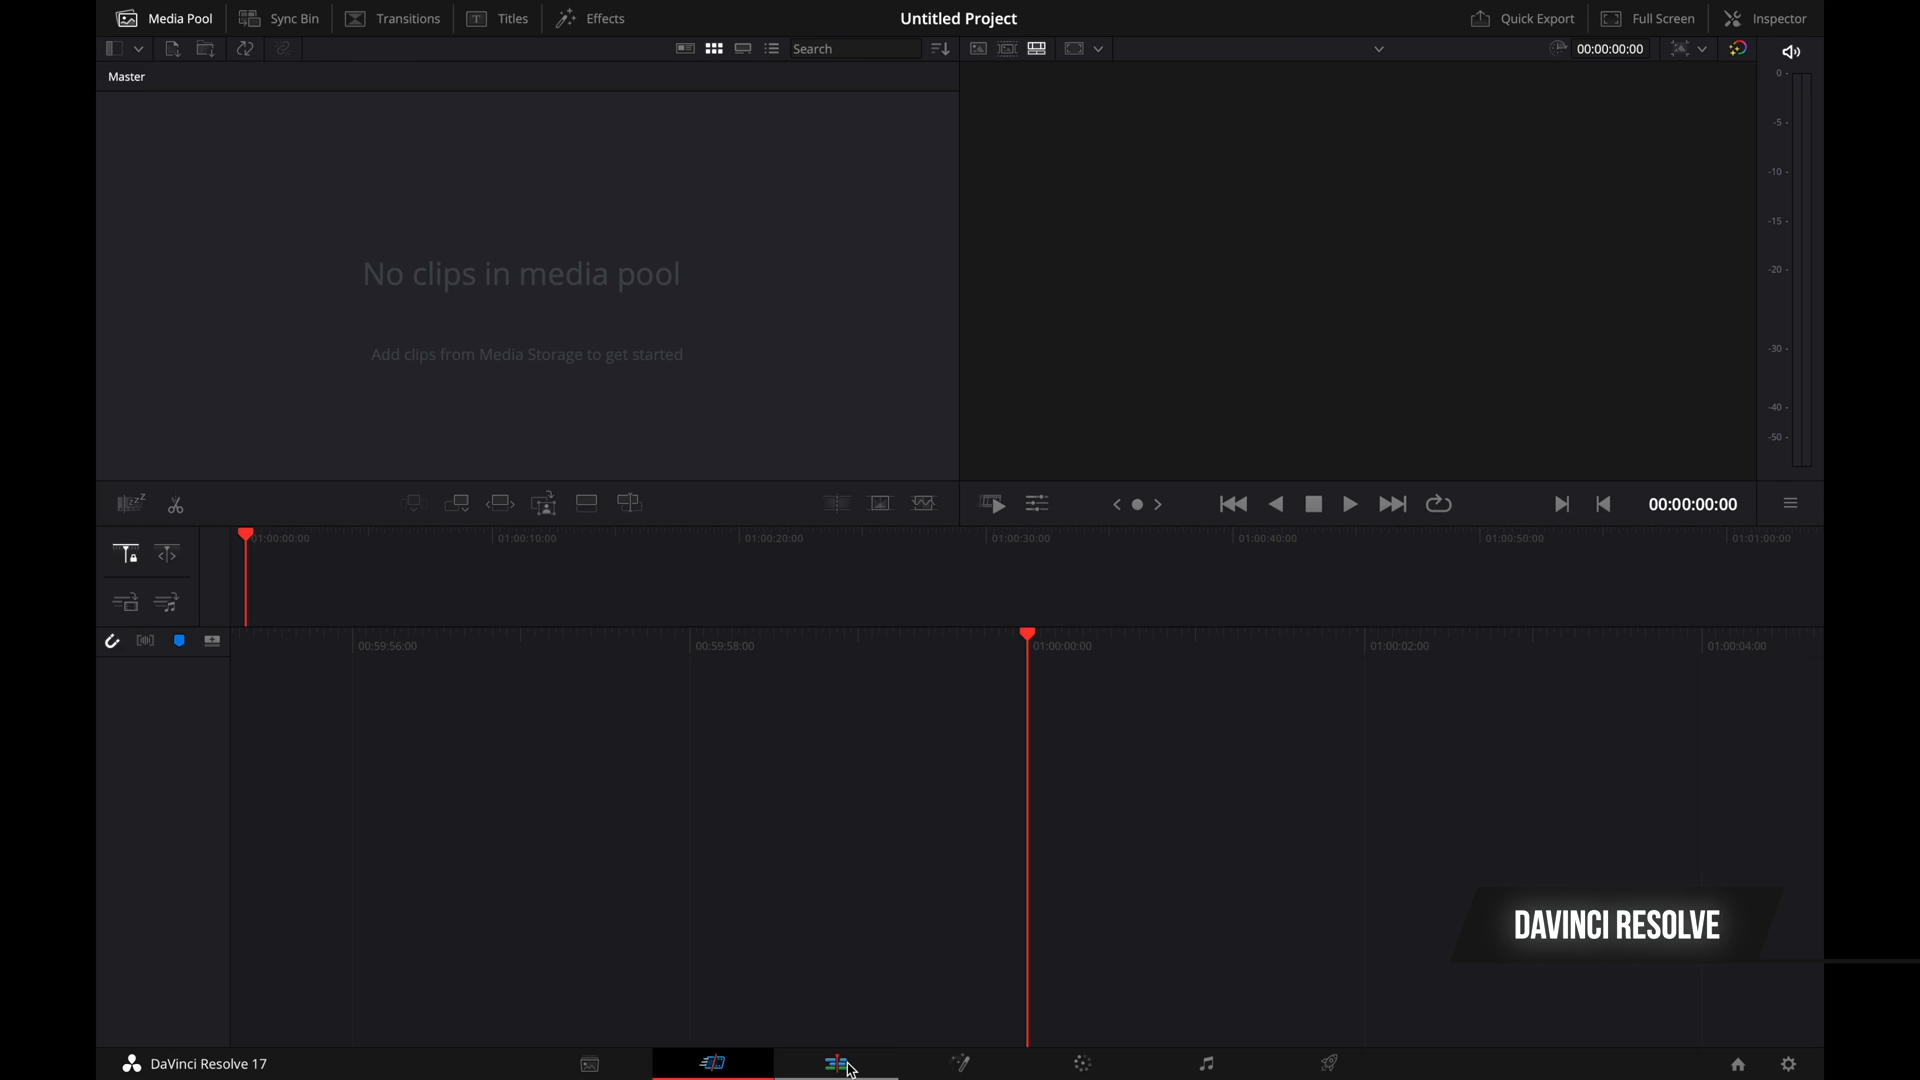 Media Pool
Sync Bin
Transitions
Titles
Effects
Untitled Project
Quick Export
Full Screen
Inspector
Search
00:00:00:00
Master
0
-5
-10
-15
-20
-30
-40
-50
No clips in media pool
Add clips from Media Storage to get started
zzz
00:00:00:00
01:00:00:00
01:00:10:00
01:00:20:00
01:00:30:00
01:00:40:00
01:00:50:00
01:01:00:00
00:59:56:00
00:59:58:00
01:00:00:00
01:00:02:00
01:00:04:00
DAVINCI RESOLVE
DaVinci Resolve 17